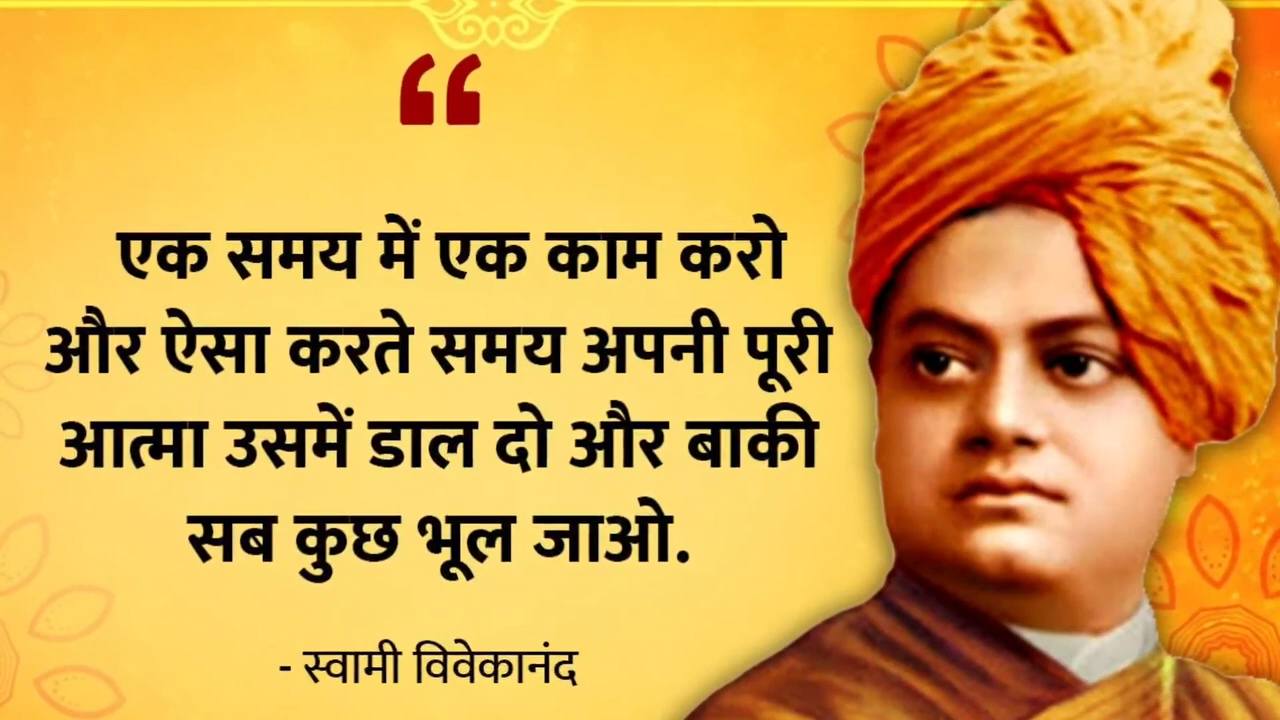 “
एक समय में एक काम करो
और ऐसा करते समय अपनी पूरी
आत्मा उसमें डाल दो और बाकी
सब कुछ भूल जाओ.
- स्वामी विवेकानंद